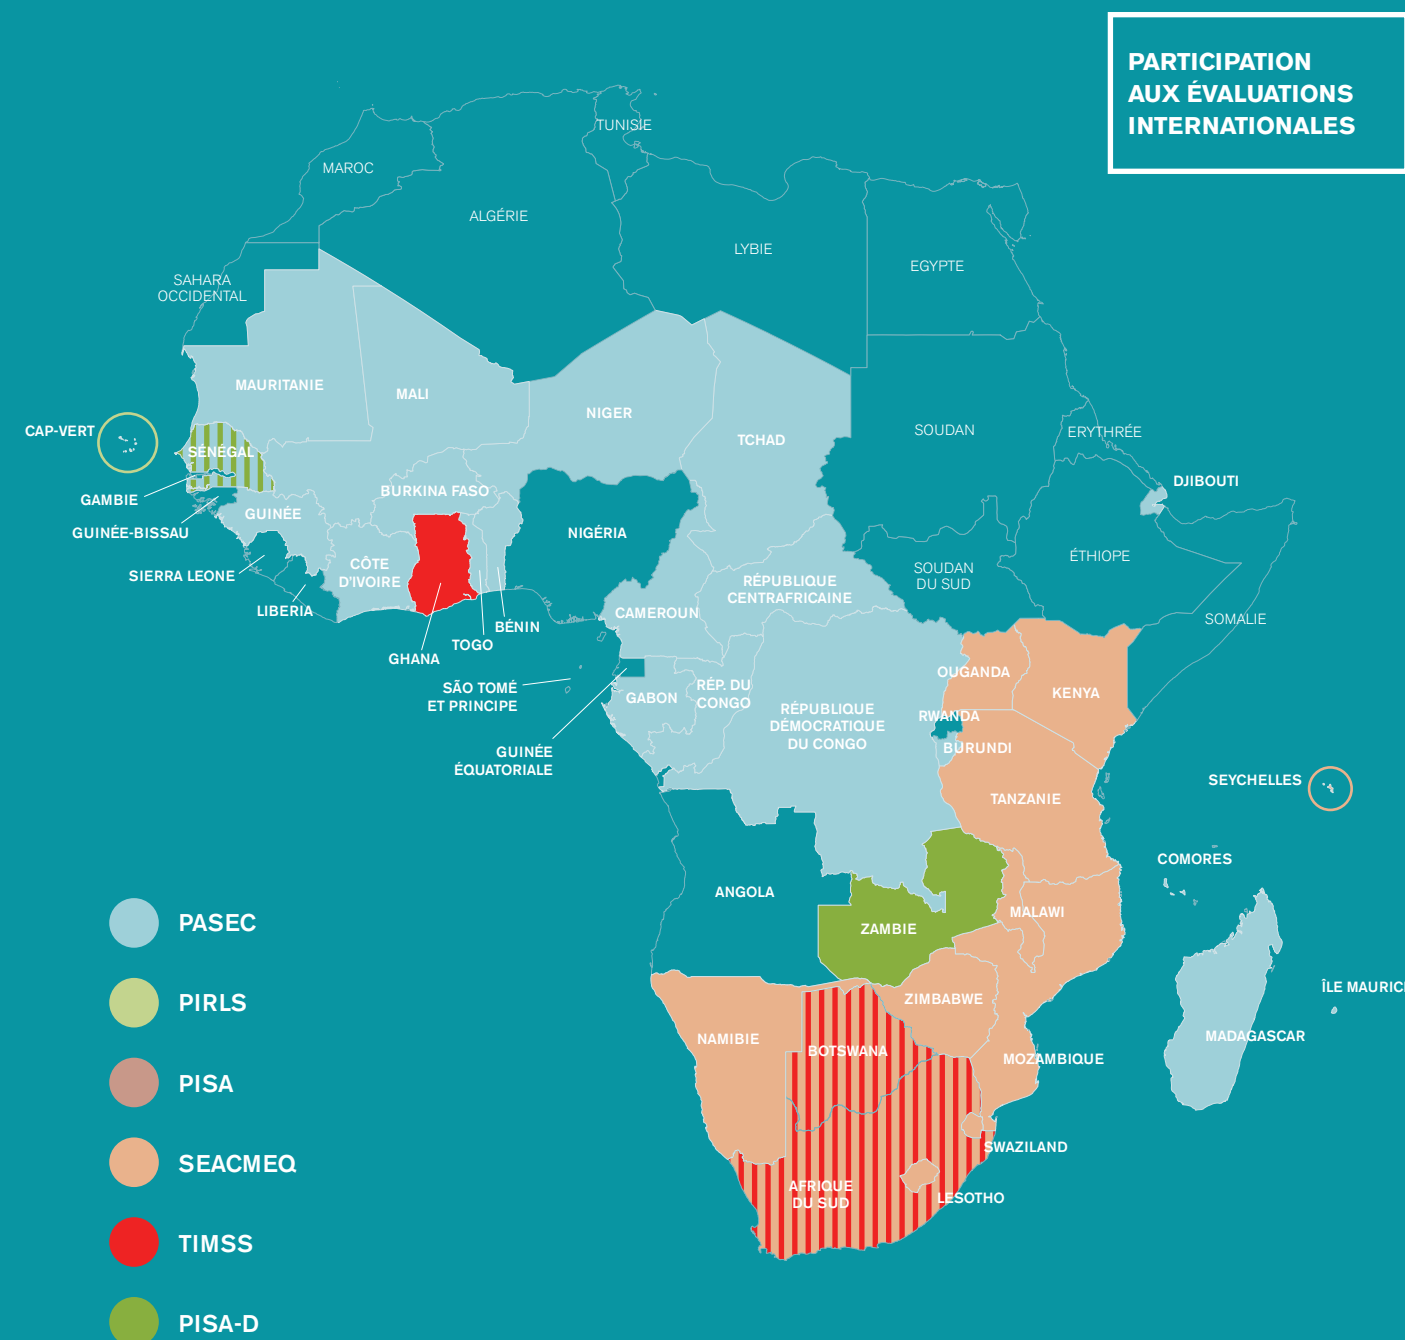 PARTICIPATION
AUX ÉVALUATIONS
INTERNATIONALES
TUNISIE
MAROC
ALGÉRIE
LYBIE
EGYPTE
SAHARA
OCCIDENTAL
MAURITANIE
MALI
NIGER
TCHAD
SOUDAN
ERYTHRÉE
CAP-VERT
SÉNÉGAL
DJIBOUTI
GAMBIE
BURKINA FASO
GUINÉE
GUINÉE-BISSAU
NIGÉRIA
ÉTHIOPE
SIERRA LEONE
CÔTE
D'IVOIRE
SOUDAN
DU SUD
RÉPUBLIQUE
CENTRAFRICAINE
LIBERIA
CAMEROUN
SOMALIE
BÉNIN
TOGO
GHANA
OUGANDA
KENYA
SÃO TOMÉ
ET PRINCIPE
GABON
RÉP. DU
CONGO
RÉPUBLIQUE
DÉMOCRATIQUE
DU CONGO
RWANDA
BURUNDI
GUINÉE
ÉQUATORIALE
SEYCHELLES
TANZANIE
COMORES
ANGOLA
MALAWI
ZAMBIE
ÎLE MAURIC
ZIMBABWE
NAMIBIE
BOTSWANA
MADAGASCAR
MOZAMBIQUE
SWAZILAND
AFRIQUE
DU SUD
LESOTHO
PASEC
PIRLS
PISA
SEACMEQ
TIMSS
PISA-D